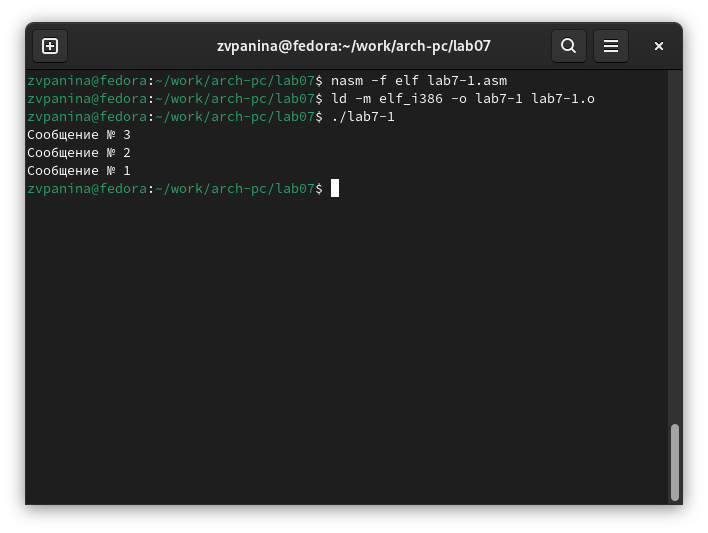 zvpanina@fedora:~/work/arch-pc/lab07
zvpanina@fedora:~/work/arch-pc/lab07$ nasm -f elf lab7-1.asm
zvpanina@fedora:~/work/arch-pc/lab07$ ld -m elf_i386 -o lab7-1 lab7-1.o
zvpanina@fedora:~/work/arch-pc/lab07$ ./lab7-1
Сообщение № 3
Сообщение № 2
Сообщение № 1
zvpanina@fedora:~/work/arch-pc/lab07$